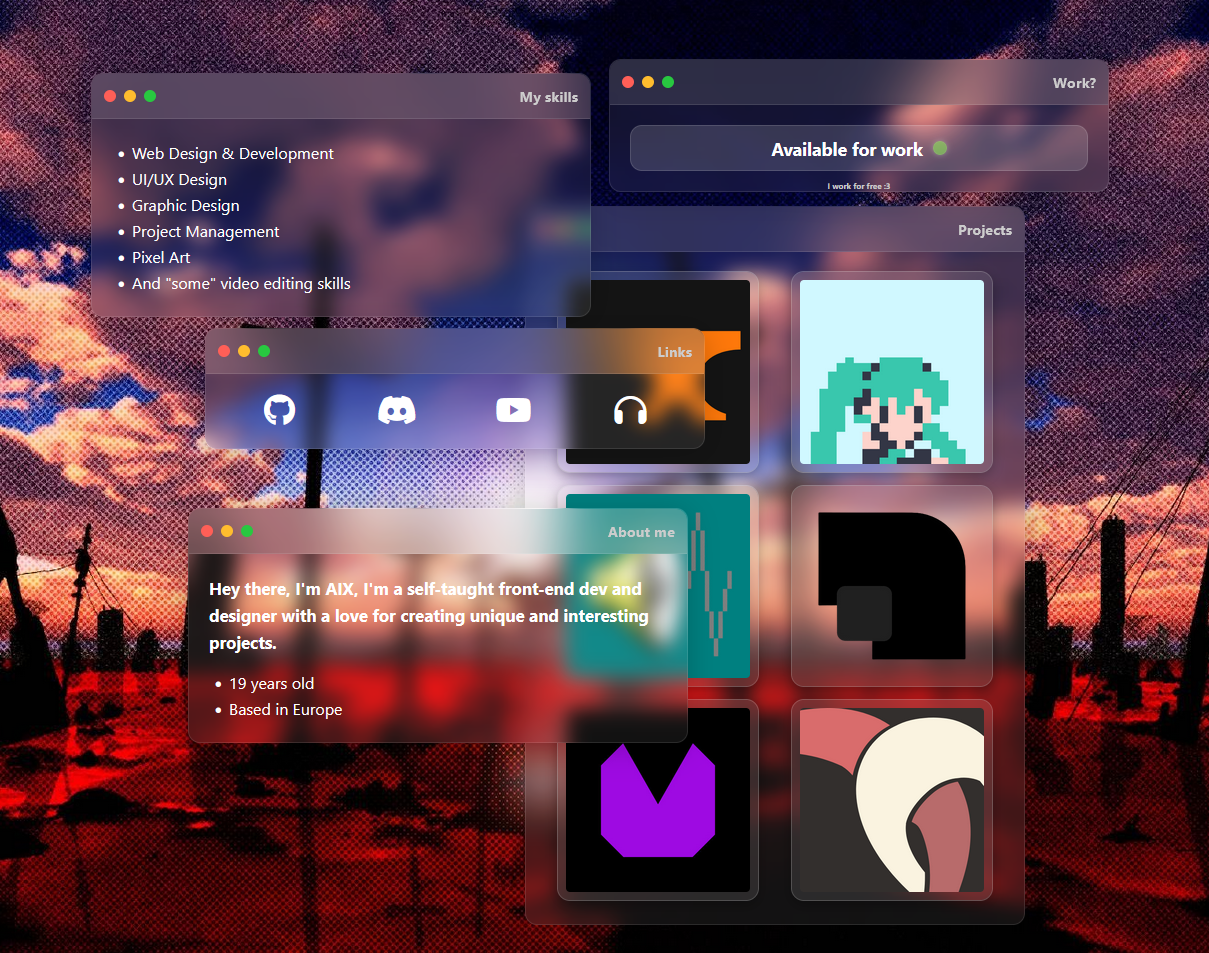 My skills
• Web Design & Development
• UI/UX Design
• Graphic Design
• Project Management
• Pixel Art
• And "some" video editing skills
Work?
Available for work
I work for free :3
Projects
Links
About me
Hey there, I'm AIX, I'm a self-taught front-end dev and
designer with a love for creating unique and interesting
projects.
• 19 years old
• Based in Europe